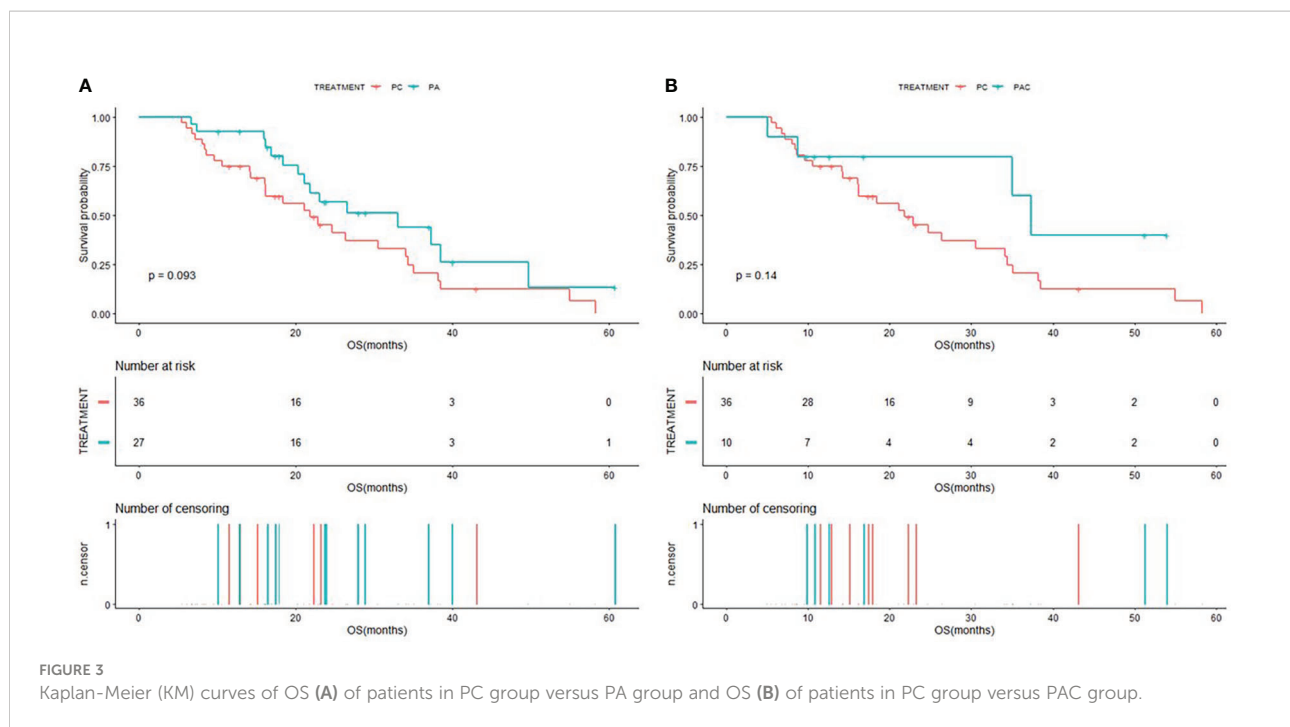 A
TREATMENT PC PA
1.00
0.75
0.50
0.25
0.00
Survival probability
p = 0.093
0 20 40 60
OS(months)
Number at risk
TREATMENT
36 16 3 0
27 16 3 1
0 20 40 60
OS(months)
Number of censoring
n.censor
1
0
0 20 40 60
OS(months)
B
TREATMENT PC PAC
1.00
0.75
0.50
0.25
0.00
Survival probability
p = 0.14
0 10 20 30 40 50 60
OS(months)
Number at risk
TREATMENT
36 28 16 9 3 2 0
10 7 4 4 2 2 0
0 10 20 30 40 50 60
OS(months)
Number of censoring
n.censor
1
0
0 10 20 30 40 50 60
OS(months)
FIGURE 3
Kaplan-Meier (KM) curves of OS (A) of patients in PC group versus PA group and OS (B) of patients in PC group versus PAC group.